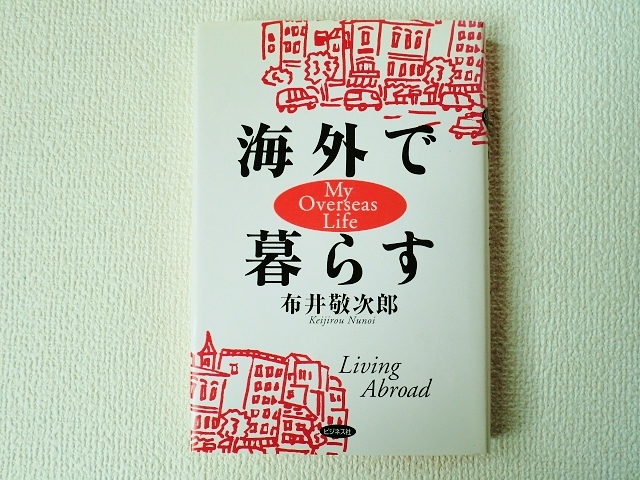 海外で
My
Overseas
Life
暮らす
布井敬次郎
Keijirou Nunoi
Living
Abroad
ビジネス社